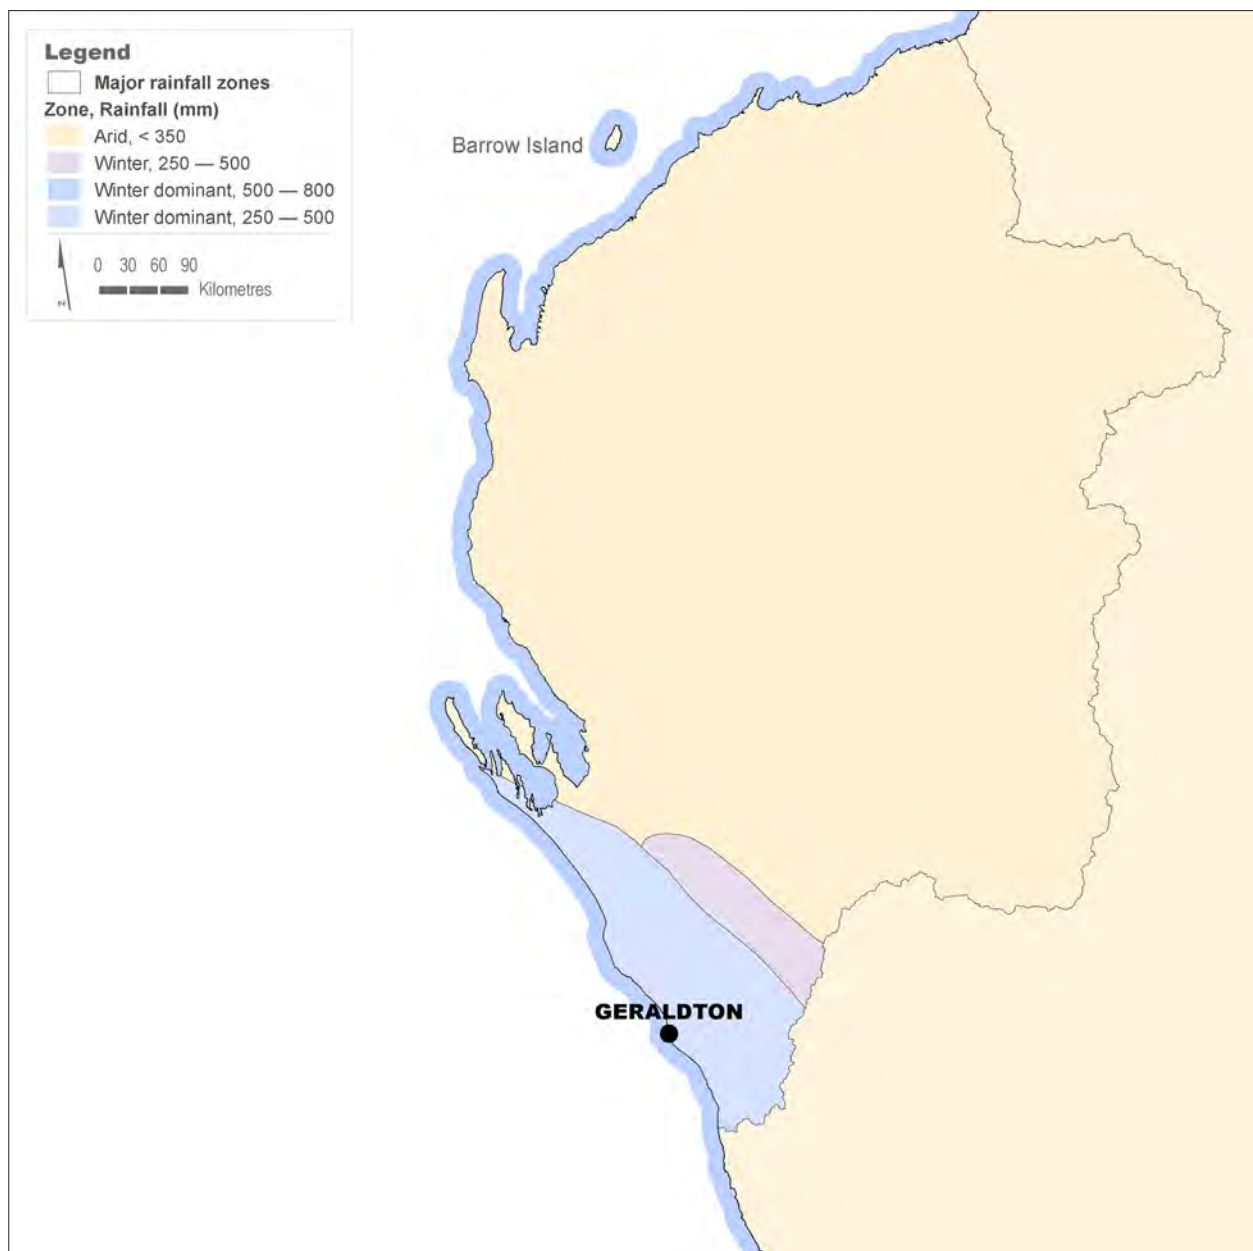 Legend
Major rainfall zones
Zone, Rainfall (mm)
Arid, < 350
Winter, 250 — 500
Winter dominant, 500 — 800
Winter dominant, 250 — 500
0 30 60 90
Kilometres
N
Barrow Island
GERALDTON